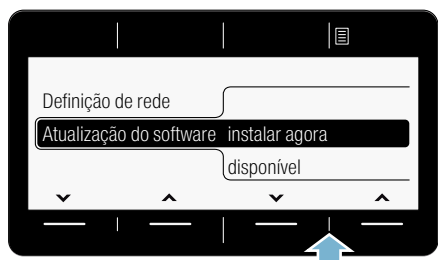 Definição de rede
Atualização do software instalar agora
disponível